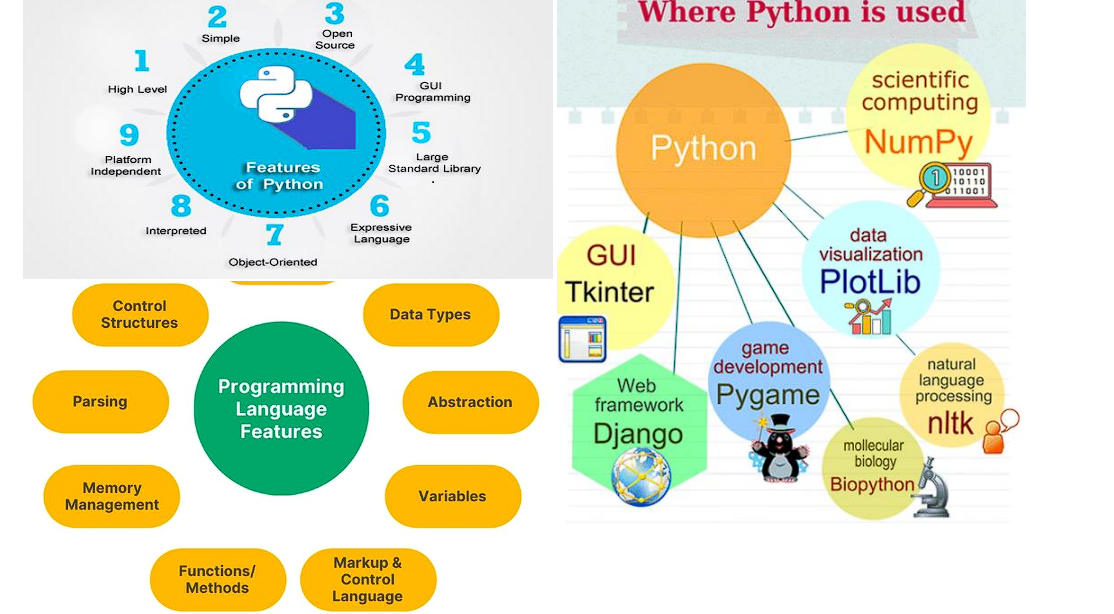 2
Simple
3
Open
Source
1
High Level
4
GUI
Programming
9
Platform
Independent
5
Large
Standard Library
Features
of Python
8
Interpreted
6
Expressive
Language
7
Object-Oriented
Control
Structures
Data Types
Parsing
Programming
Language
Features
Abstraction
Memory
Management
Variables
Functions/
Methods
Markup &
Control
Language
Where Python is used
Python
scientific
computing
NumPy
1
10001
10110
011001
GUI
Tkinter
data
visualization
PlotLib
game
development
Pygame
natural
language
processing
nltk
Web
framework
Django
mollecular
biology
Biopython